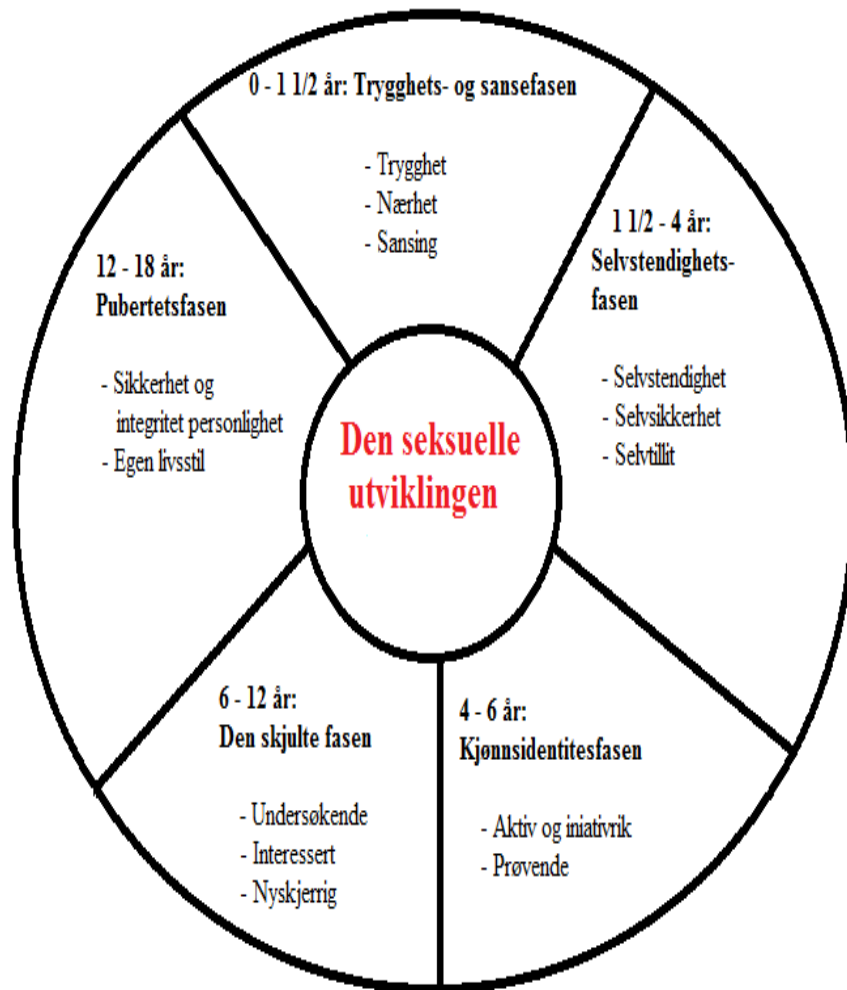 0 - 1 1/2 år: Trygghets- og sansefasen
- Trygghet
- Nærhet
- Sansing
1 1/2 - 4 år:
Selvstendighets-
fasen
- Selvstendighet
- Selvsikkerhet
- Selvtillit
4 - 6 år:
Kjønnsidentitesfasen
- Aktiv og iniativrik
- Prøvende
6 - 12 år:
Den skjulte fasen
- Undersøkende
- Interessert
- Nyskjerrig
12 - 18 år:
Pubertetsfasen
- Sikkerhet og
integritet personlighet
- Egen livsstil
Den seksuelle
utviklingen